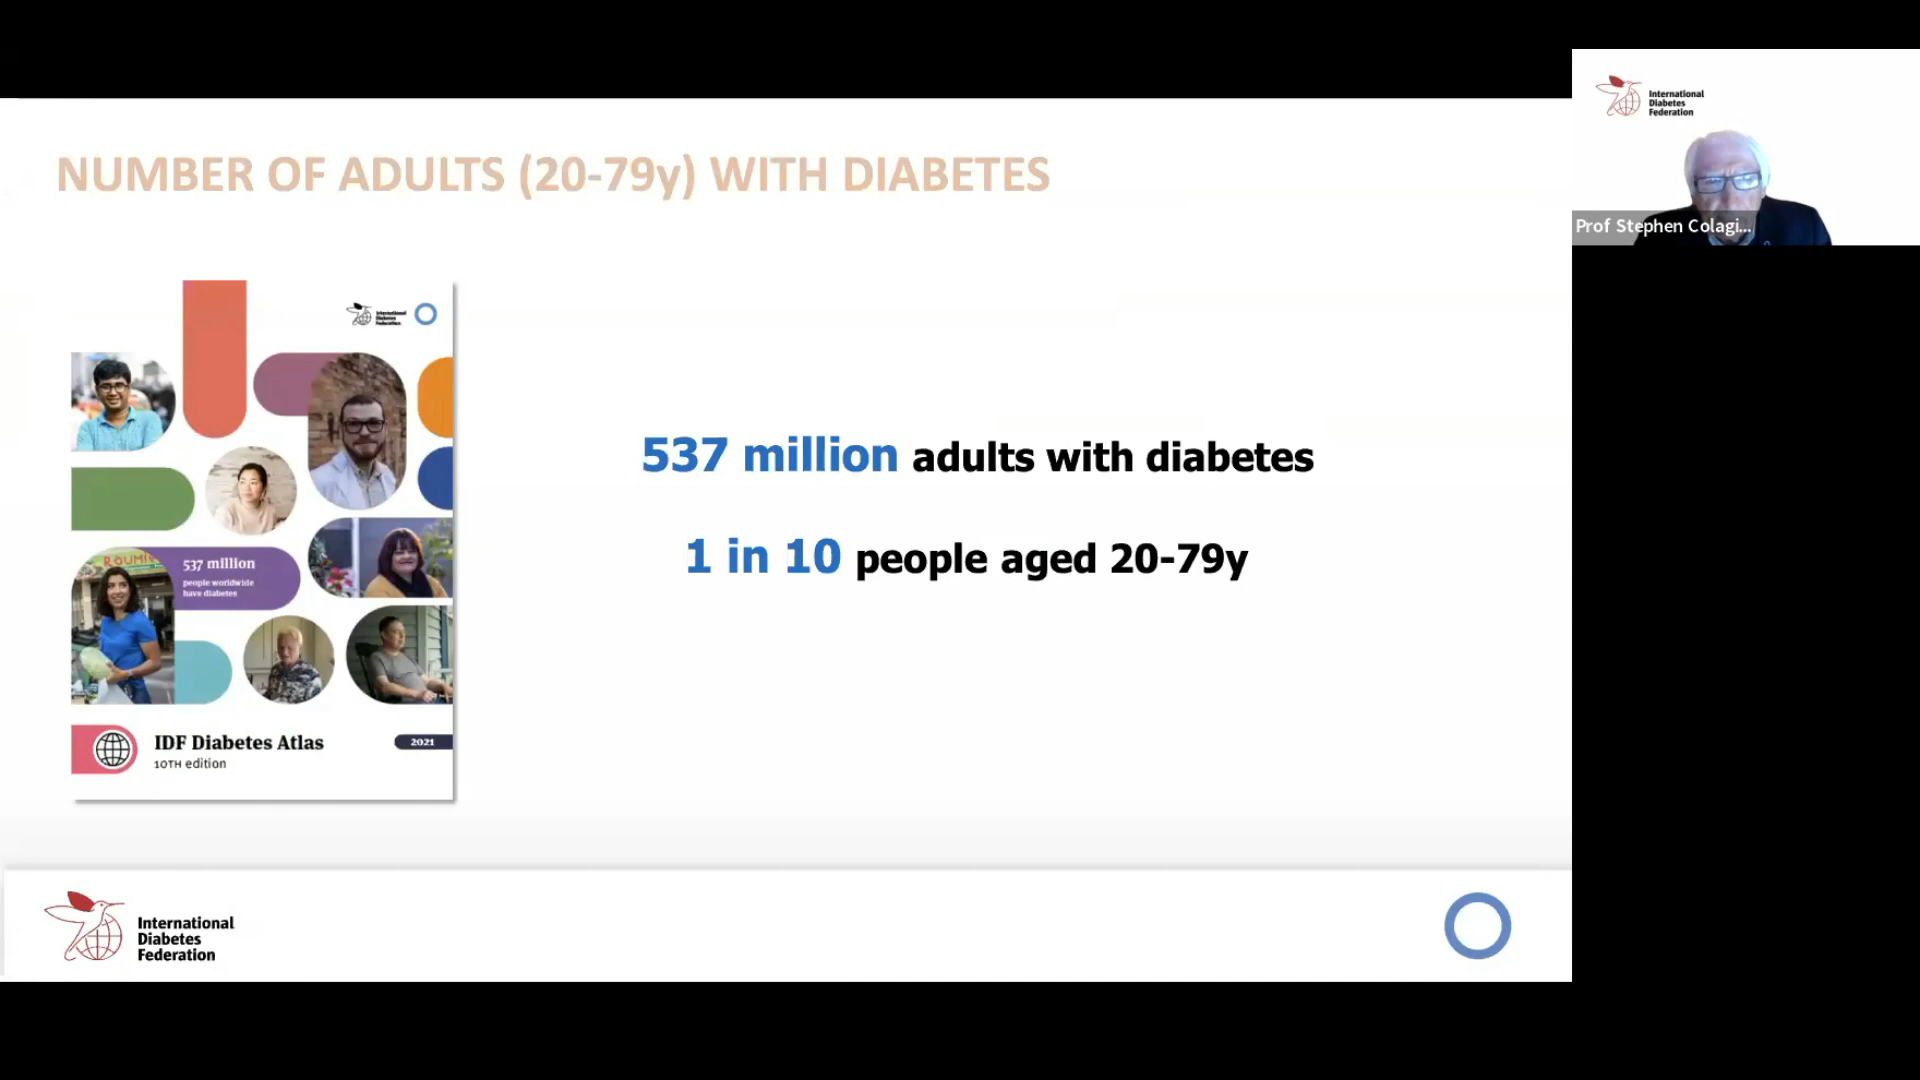 NUMBER OF ADULTS (20-79y) WITH DIABETES
International
Diabetes
Federation
537 million
people worldwide
have diabetes
IDF Diabetes Atlas
10TH edition
2021
537 million adults with diabetes
1 in 10 people aged 20-79y
International
Diabetes
Federation
International
Diabetes
Federation
Prof Stephen Colagi...